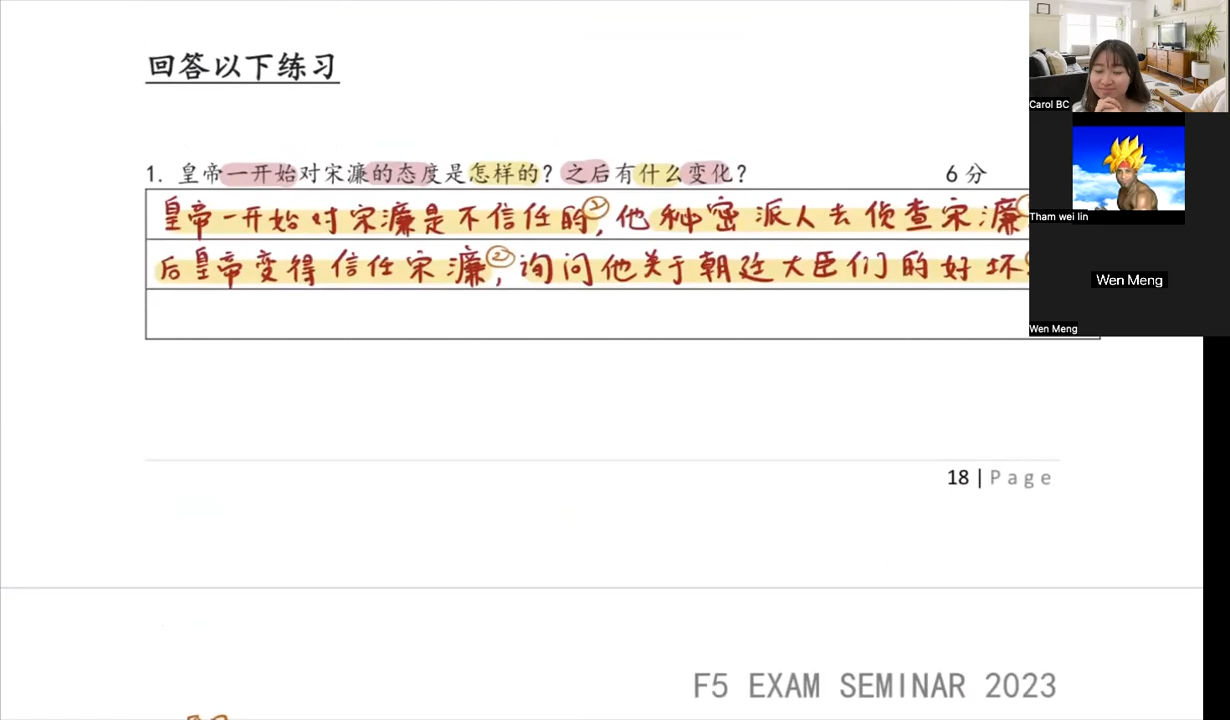 回答以下练习
1. 皇帝一开始对宋濂的态度是怎样的？之后有什么变化？ 6 分
皇帝一开始对宋濂是不信任的②，他秘密派人去侦查宋濂
后皇帝变得信任宋濂②，询问他关于朝廷大臣们的好坏
18 | Page
F5 EXAM SEMINAR 2023
Carol BC
Tham wei lin
Wen Meng
Wen Meng